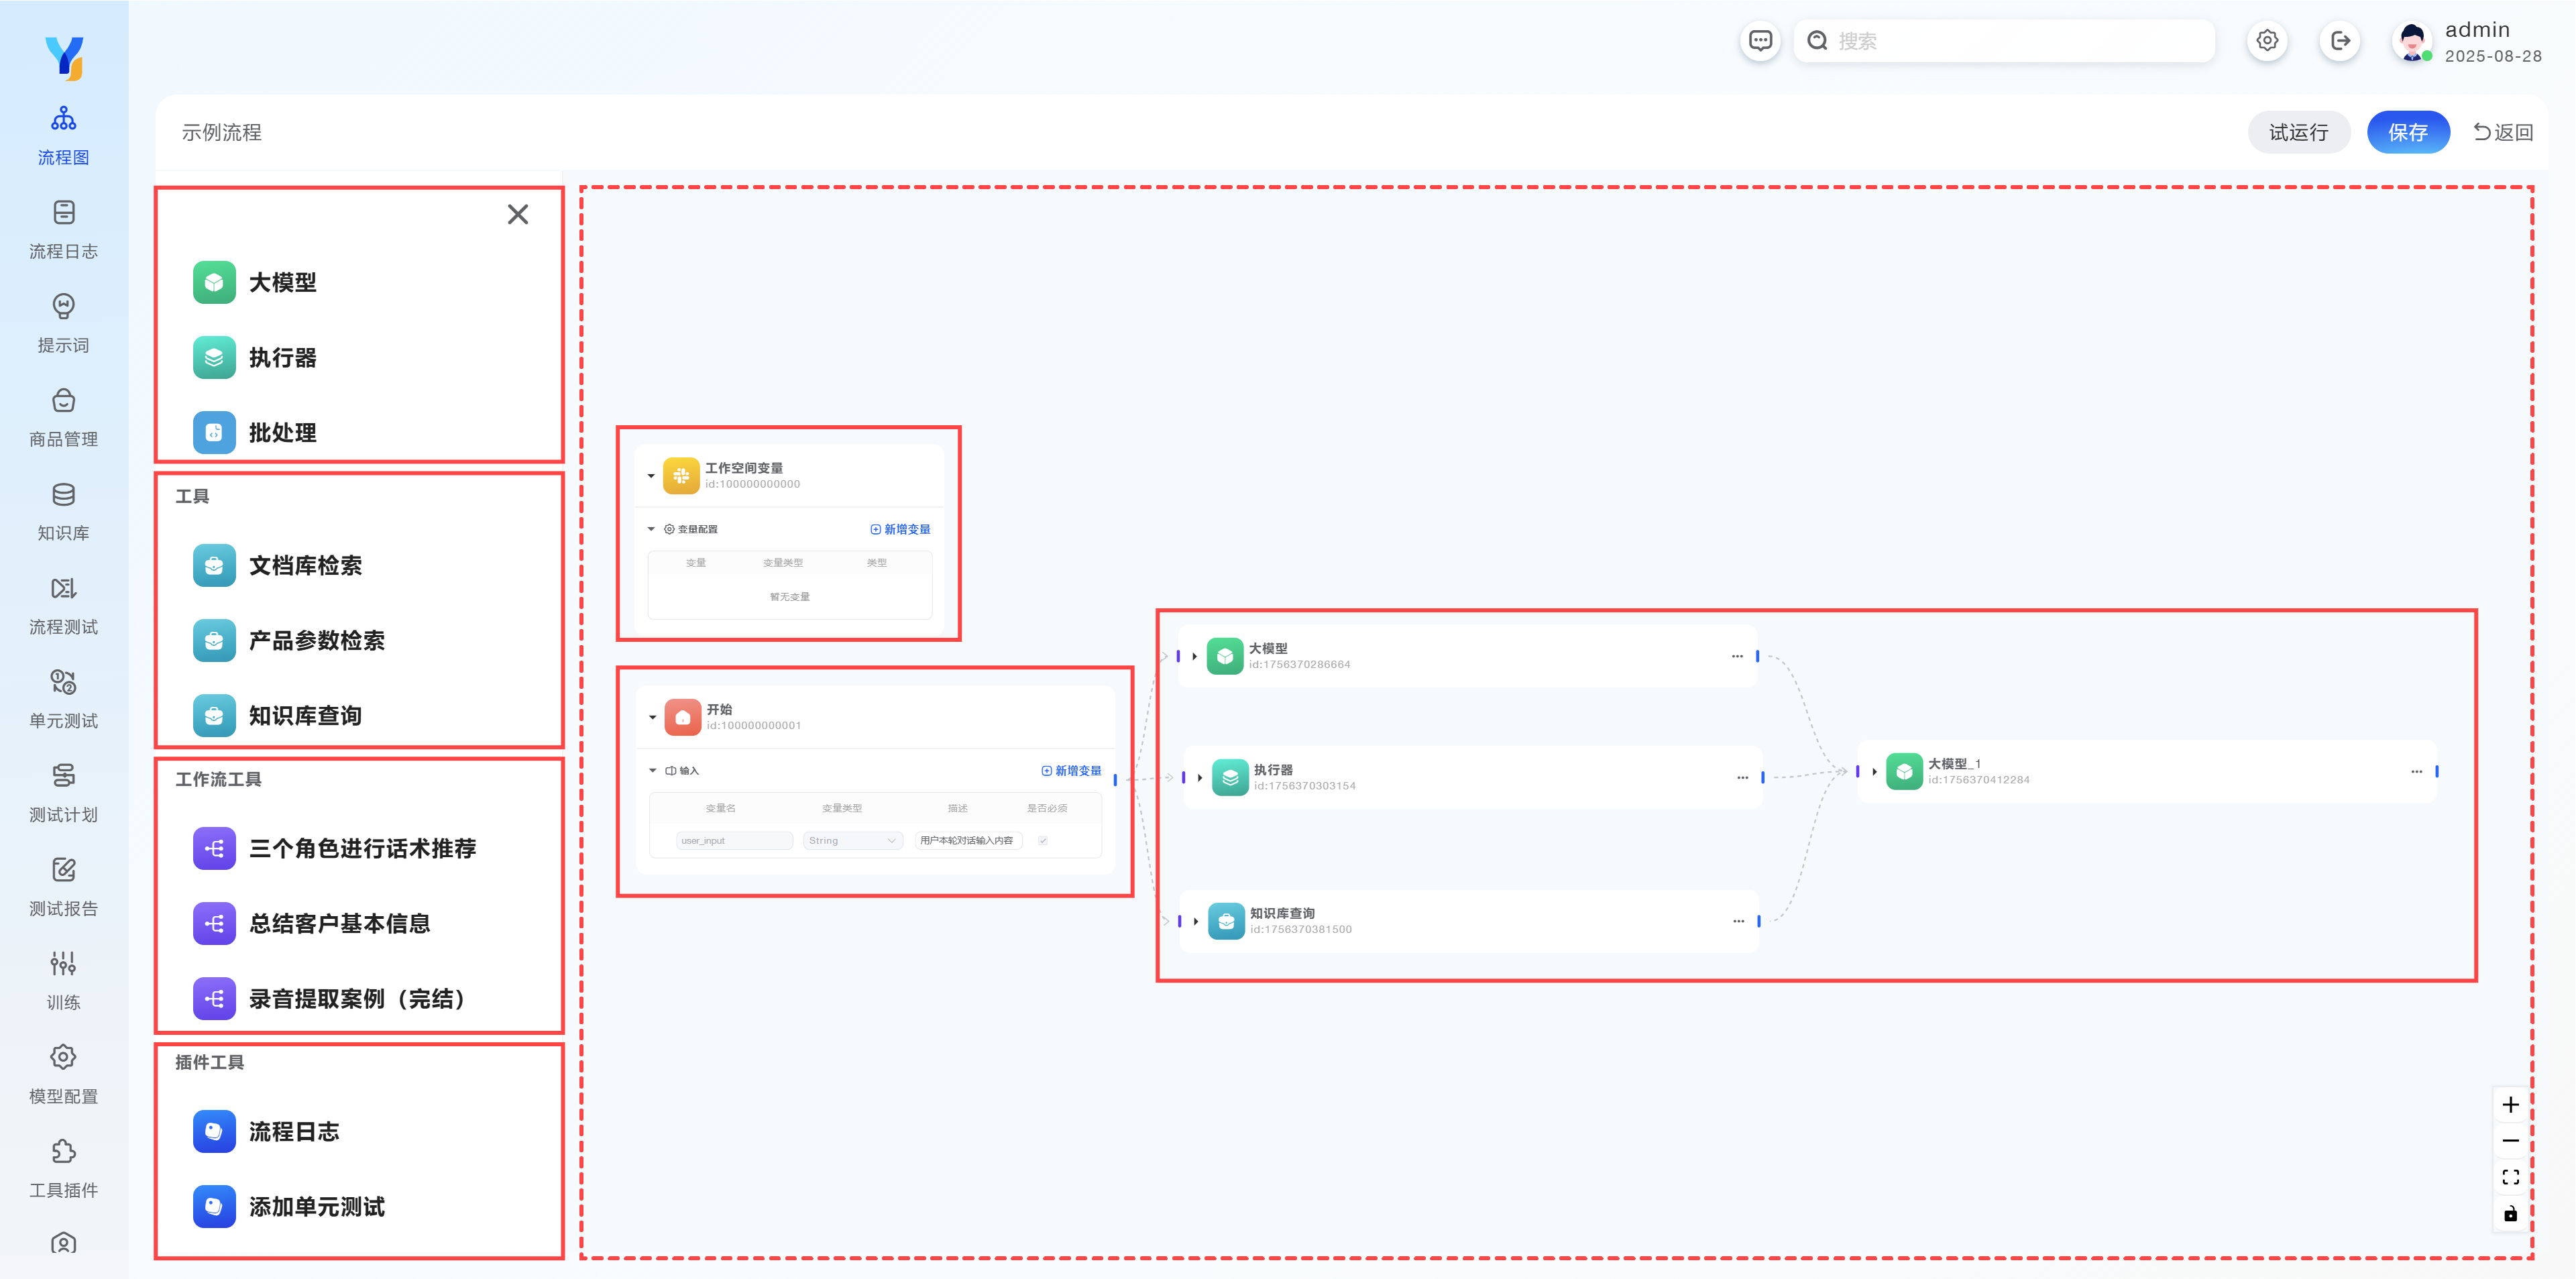 搜索
admin
2025-08-28
示例流程
试运行
保存
返回
流程图
流程日志
提示词
商品管理
知识库
流程测试
单元测试
测试计划
测试报告
训练
模型配置
工具插件
大模型
执行器
批处理
工具
文档库检索
产品参数检索
知识库查询
工作流工具
三个角色进行话术推荐
总结客户基本信息
录音提取案例（完结）
插件工具
流程日志
添加单元测试
工作空间变量
id:100000000000
变量配置
新增变量
变量 变量类型 类型
暂无变量
开始
id:100000000001
输入
新增变量
变量名 变量类型 描述 是否必须
user_input String 用户本轮对话输入内容
大模型
id:1756370286664
执行器
id:1756370303154
知识库查询
id:1756370381500
大模型_1
id:1756370412284